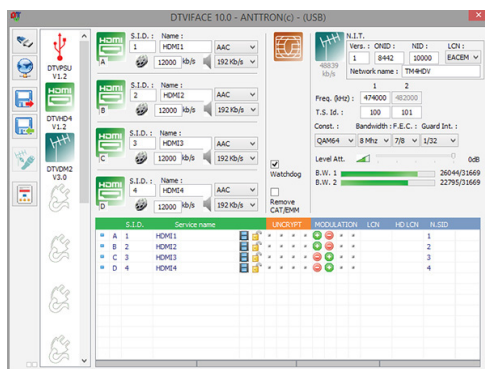 DTVIFACE 10.0 - ANTTRON(c) - (USB)
DTVPSU
V1.2
HDMI
DTVHD4
V1.2
DTVDM2
V3.0
HDMI
A
S.I.D. : Name :
1 HDMI1 AAC
12000 kb/s 192 Kb/s
HDMI
B
S.I.D. : Name :
2 HDMI2 AAC
12000 kb/s 192 Kb/s
HDMI
C
S.I.D. : Name :
3 HDMI3 AAC
12000 kb/s 192 Kb/s
HDMI
D
S.I.D. : Name :
4 HDMI4 AAC
12000 kb/s 192 Kb/s
Watchdog
Remove
CAT/EMM
48839
kb/s
N.I.T.
Vers. : ONID : NID : LCN :
1 8442 10000 EACEM
Network name : TM4HDV
1 2
Freq. (kHz) : 474000 482000
T.S. Id. : 100 101
Const. : Bandwidth : F.E.C. : Guard Int. :
QAM64 8 Mhz 7/8 1/32
Level Att. 0dB
B.W. 1 26044/31669
B.W. 2 22795/31669
S.I.D. Service name UNCRYPT MODULATION LCN HD LCN N.SID
A 1 HDMI1 1
B 2 HDMI2 2
C 3 HDMI3 3
D 4 HDMI4 4